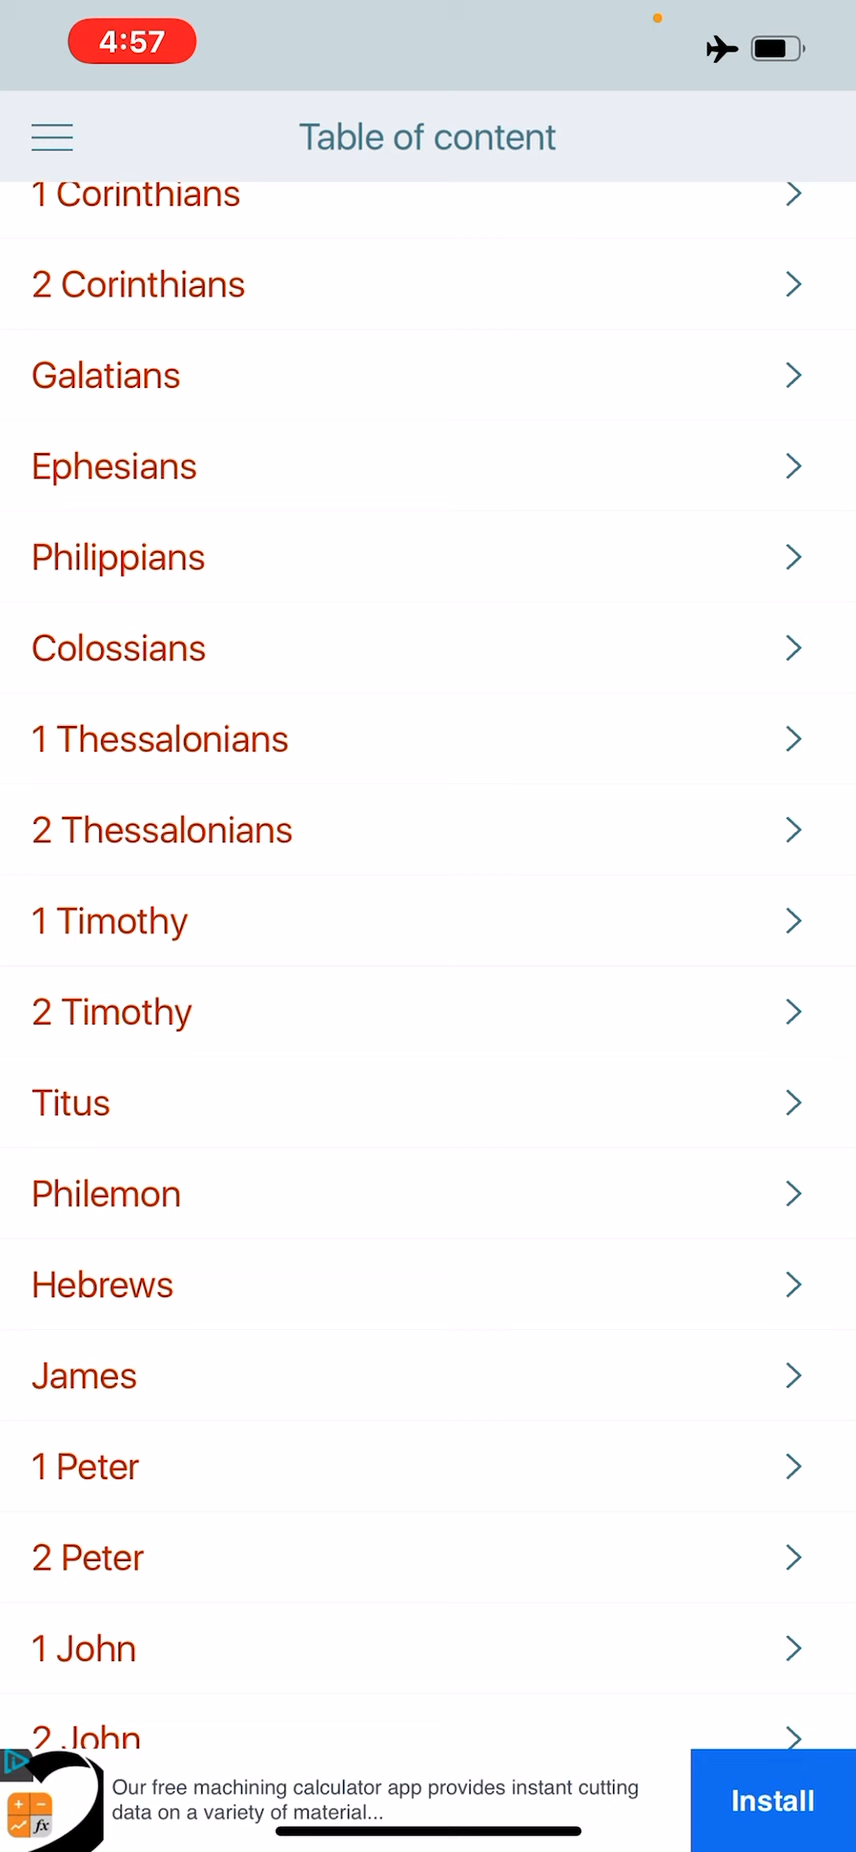 4:57
Table of content
1 Corinthians
2 Corinthians
Galatians
Ephesians
Philippians
Colossians
1 Thessalonians
2 Thessalonians
1 Timothy
2 Timothy
Titus
Philemon
Hebrews
James
1 Peter
2 Peter
1 John
2 John
Our free machining calculator app provides instant cutting
data on a variety of material...
Install
fx